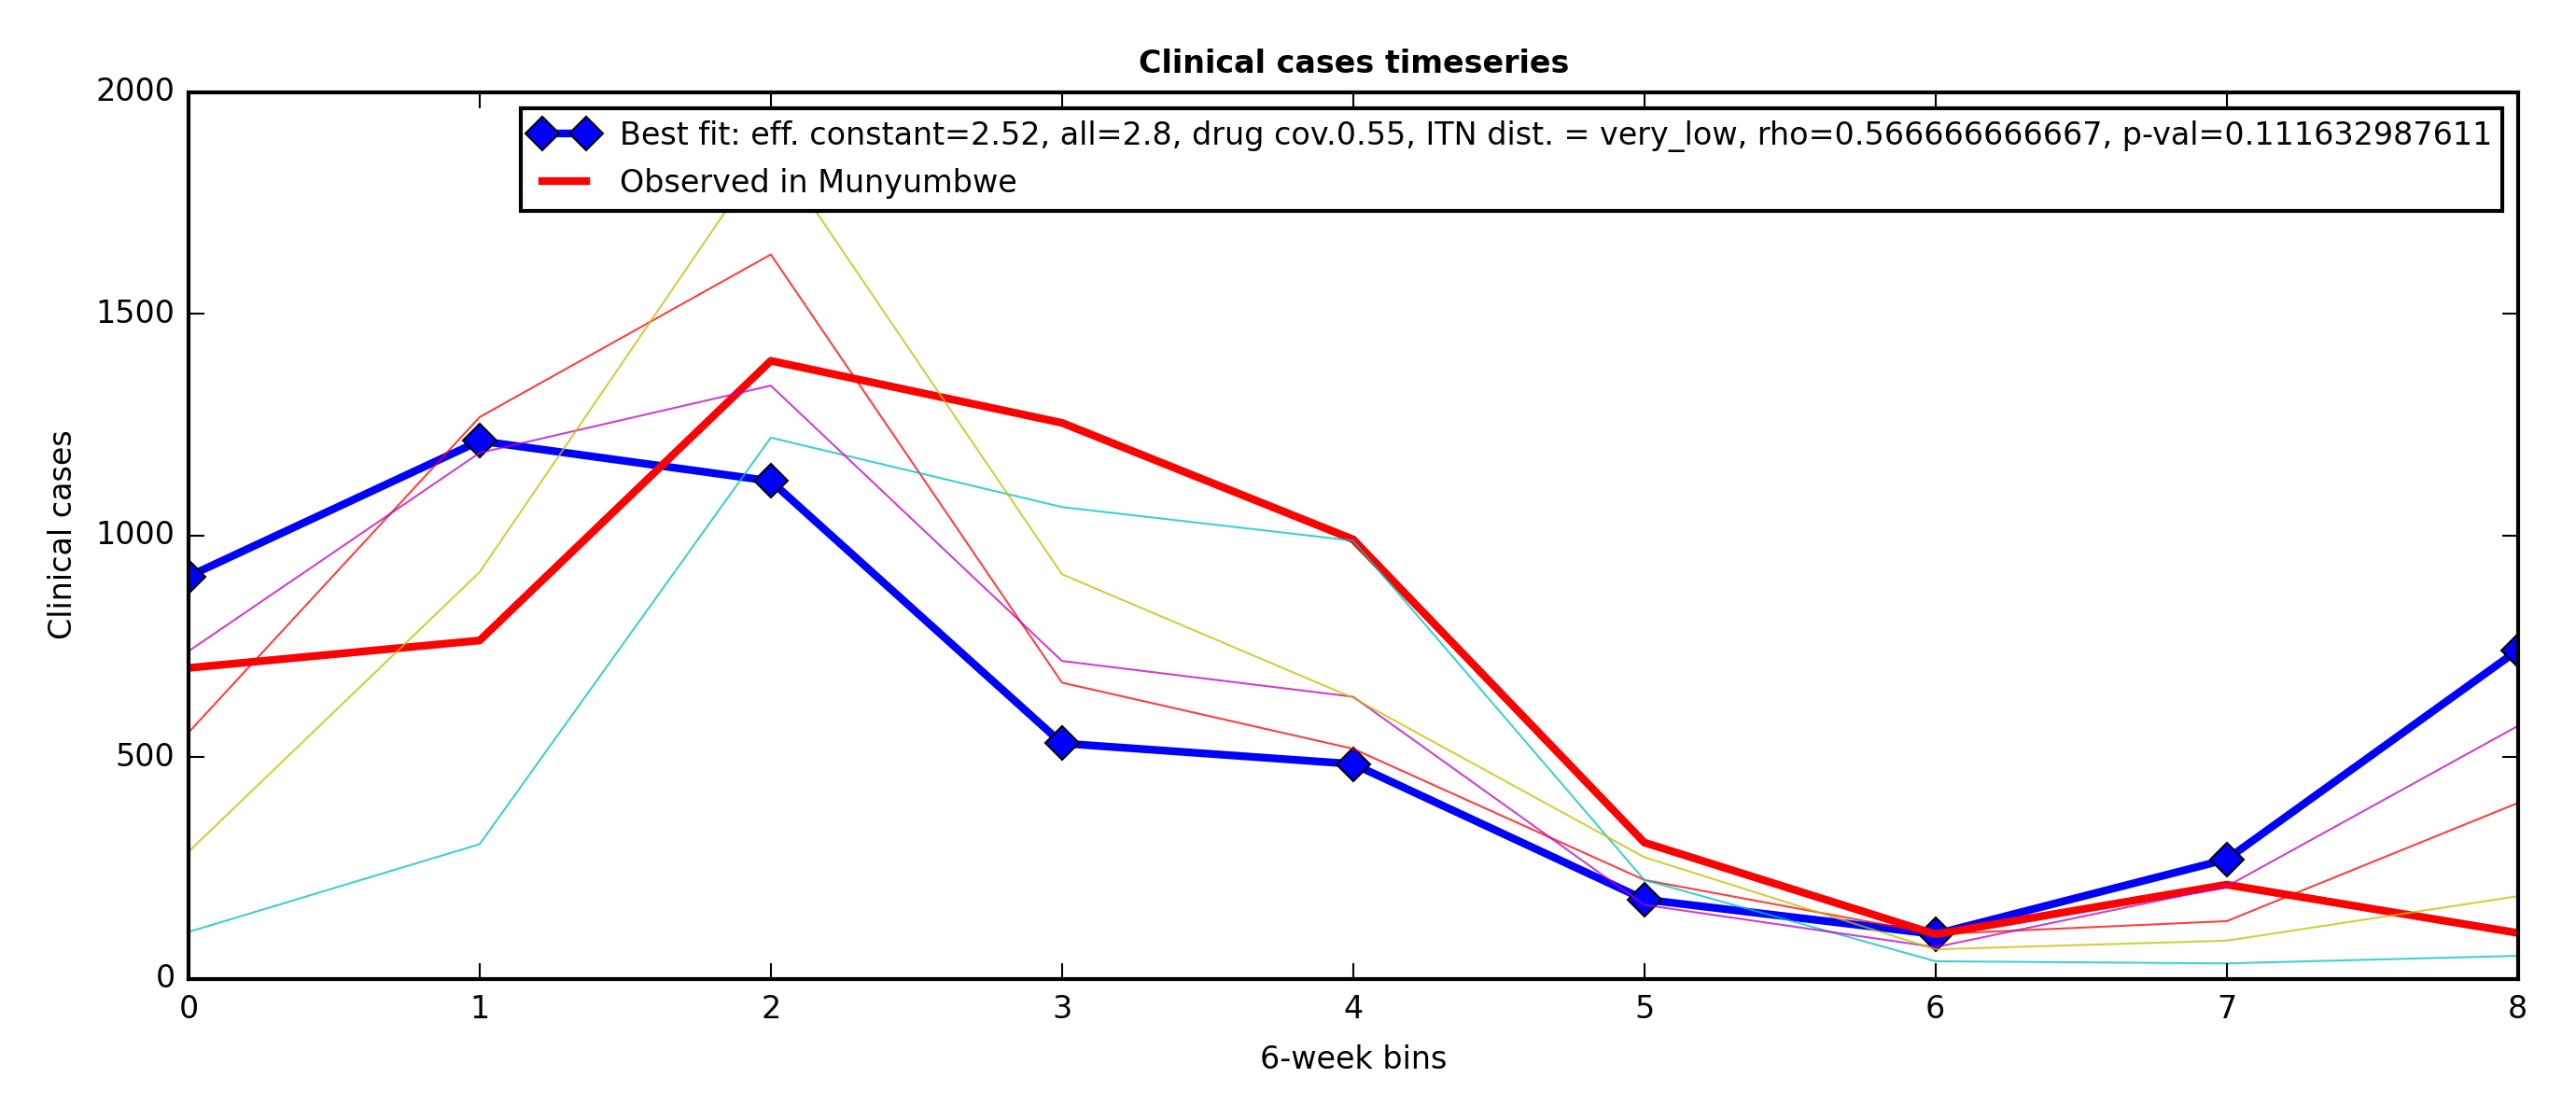 Clinical cases timeseries
Best fit: eff. constant=2.52, all=2.8, drug cov.0.55, ITN dist. = very_low, rho=0.566666666667, p-val=0.111632987611
Observed in Munyumbwe
Clinical cases
2000
1500
1000
500
0
0 1 2 3 4 5 6 7 8
6-week bins